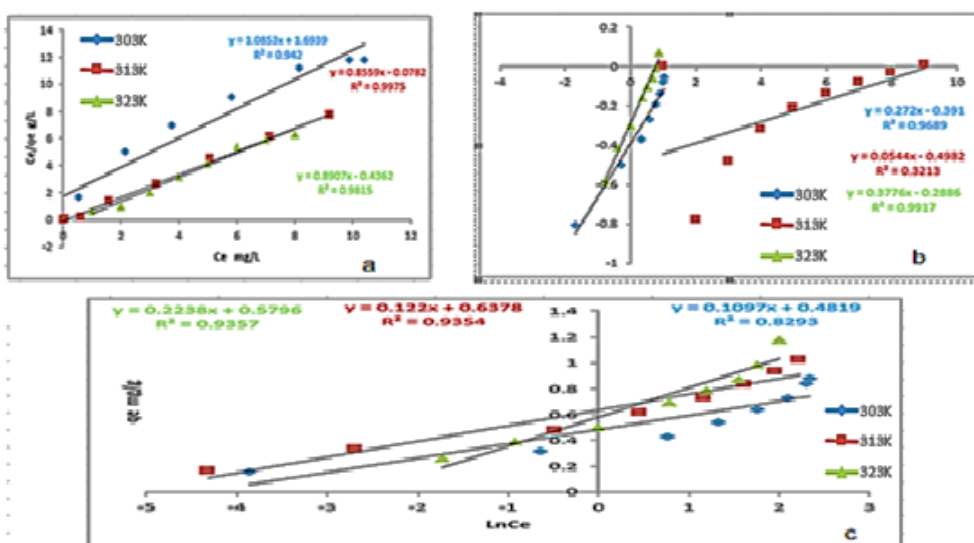 303K
313K
323K
y = 1.0852x + 1.6939
R² = 0.942
y = 0.8559x - 0.0782
R² = 0.9975
y = 0.8907x - 0.4362
R² = 0.9815
Ce/qe g/L
14
12
10
8
6
4
2
0
-2
0 2 4 6 8 10 12
Ce mg/L
a
-4 -2 0 2 4 6 8 10
0
-0.2
-0.4
-0.6
-0.8
-1
y = 0.272x - 0.391
R² = 0.9689
y = 0.0544x - 0.4982
R² = 0.3213
y = 0.3776x - 0.2886
R² = 0.9917
303K
313K
323K
b
y = 0.2238x + 0.5796
R² = 0.9357
y = 0.122x + 0.6378
R² = 0.9354
y = 0.1097x + 0.4819
R² = 0.8293
qe mg/g
1.4
1.2
1
0.8
0.6
0.4
0.2
0
303K
313K
323K
-5 -4 -3 -2 -1 0 1 2 3
LnCe
c